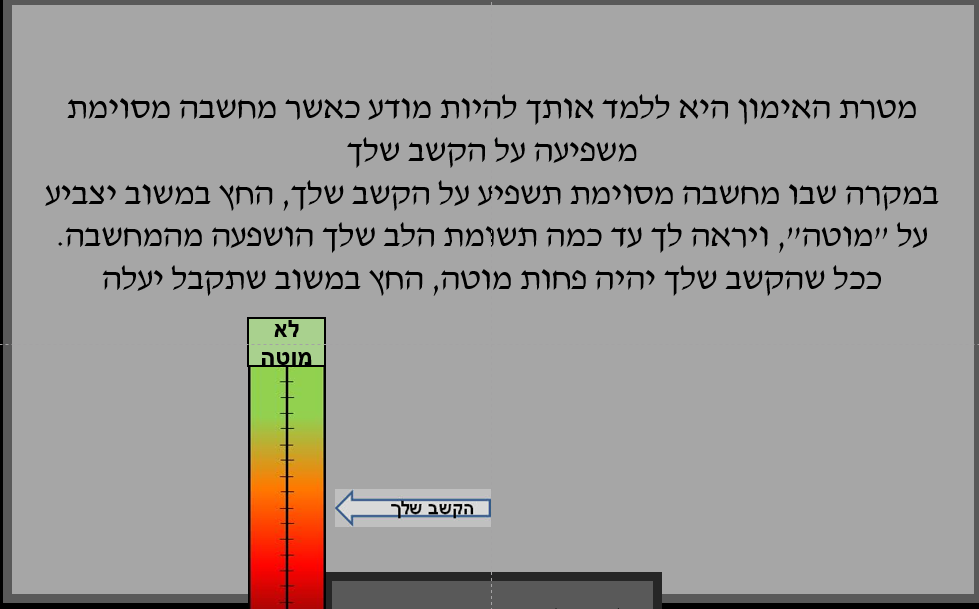 מטרת האימון היא ללמד אותך להיות מודע כאשר מחשבה מסוימת
משפיעה על הקשב שלך
במקרה שבו מחשבה מסוימת תשפיע על הקשב שלך, החץ במשוב יצביע
על "מוטה", ויראה לך עד כמה תשומת הלב שלך הושפעה מהמחשבה.
ככל שהקשב שלך יהיה פחות מוטה, החץ במשוב שתקבל יעלה
לא
מוטה
הקשב שלך